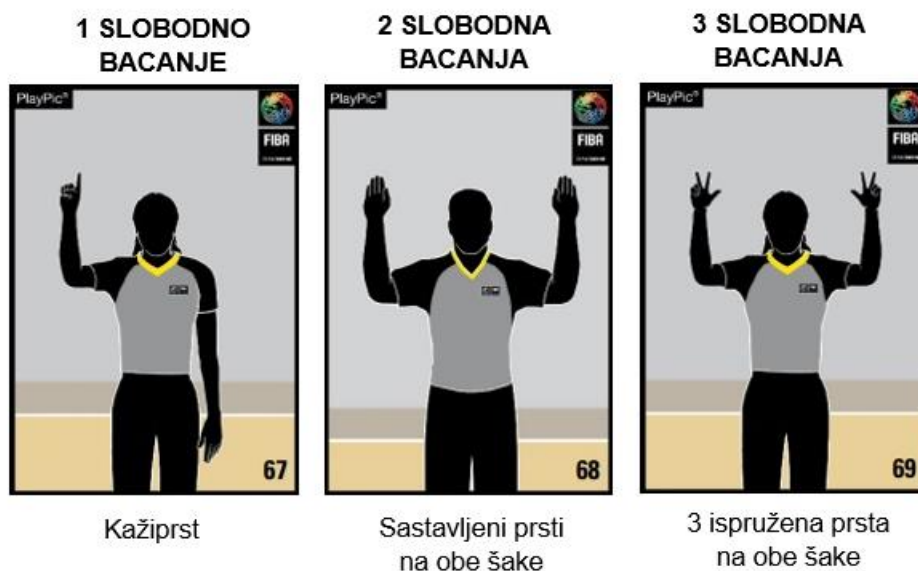 1 SLOBODNO
BACANJE
2 SLOBODNA
BACANJA
3 SLOBODNA
BACANJA
PlayPic®
FIBA
67
PlayPic®
FIBA
68
PlayPic®
FIBA
69
Kažiprst
Sastavljeni prsti
na obe šake
3 ispružena prsta
na obe šake